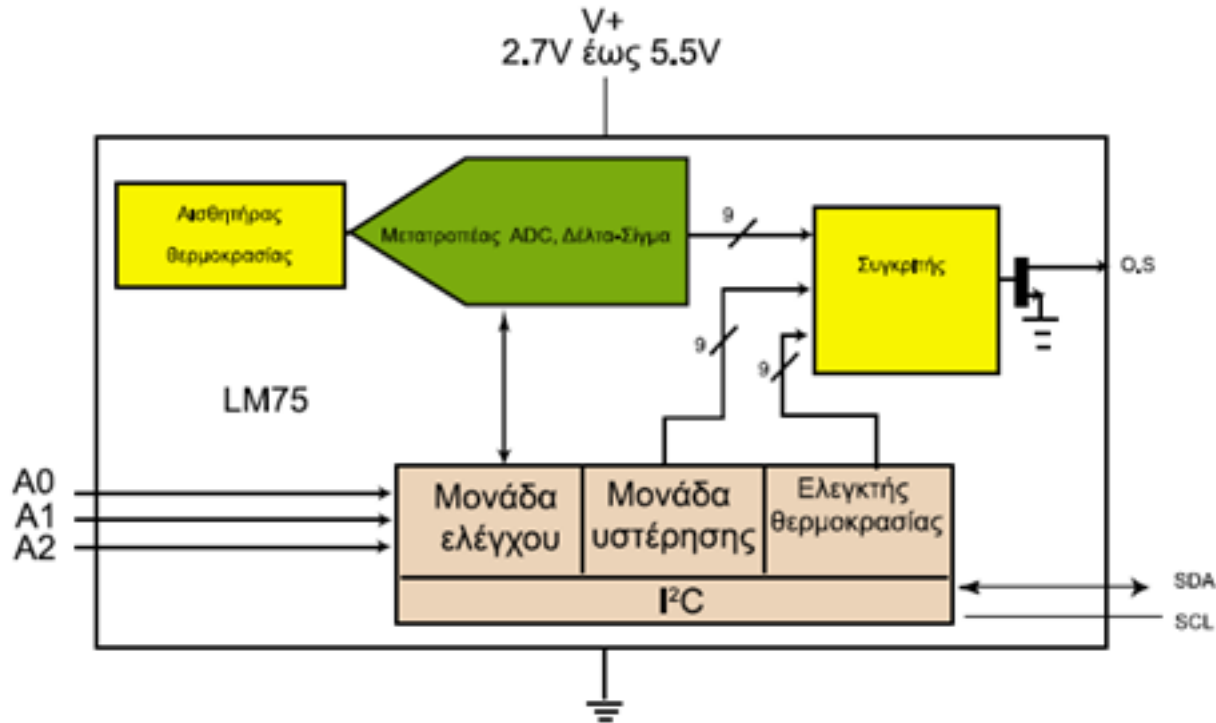 V+
2.7V έως 5.5V
Αισθητήρας
θερμοκρασίας
Μετατροπέας ADC, Δέλτα-Σίγμα
9
Συγκριτής
O.S
9
9
LM75
A0
A1
A2
Μονάδα
ελέγχου
Μονάδα
υστέρησης
Ελεγκτής
θερμοκρασίας
I²C
SDA
SCL